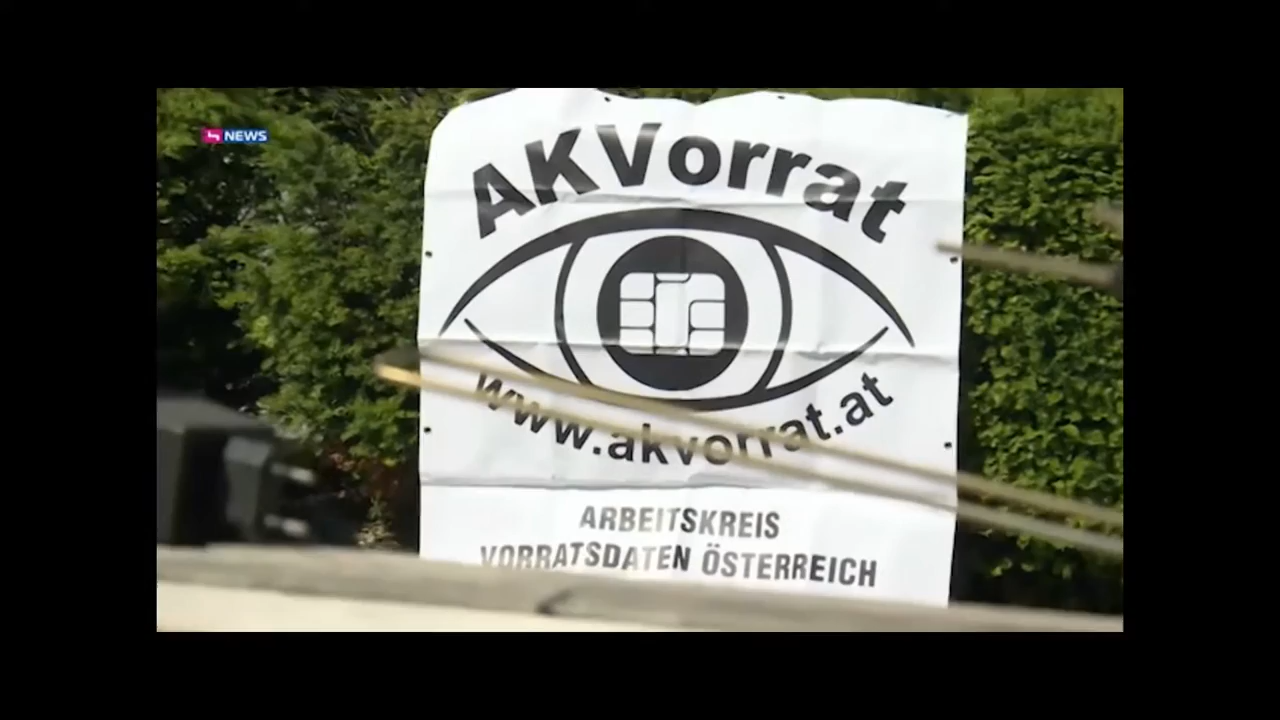 NEWS
AKVorrat
www.akvorrat.at
ARBEITSKREIS
VORRATSDATEN ÖSTERREICH